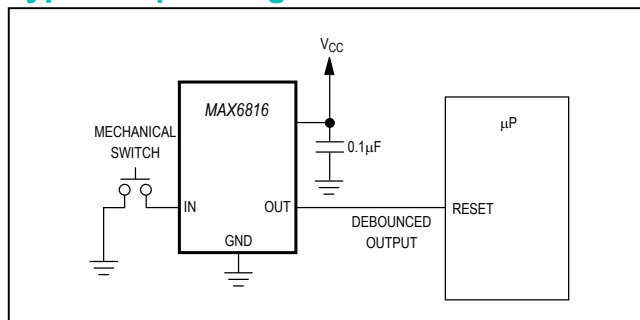 VCC
MAX6816
μP
MECHANICAL
SWITCH
0.1μF
IN
OUT
RESET
DEBOUNCED
OUTPUT
GND